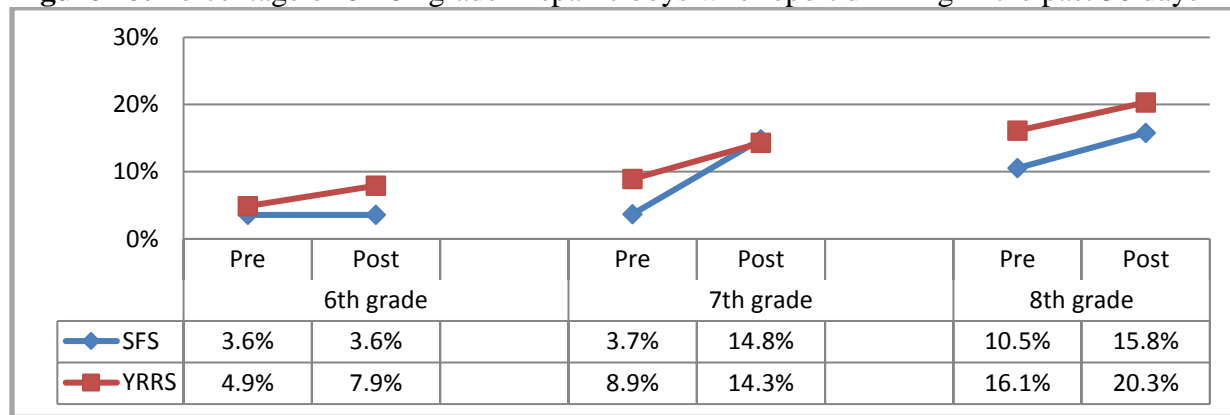 30%
20%
10%
0%
Pre Post Pre Post Pre Post
6th grade 7th grade 8th grade
SFS 3.6% 3.6% 3.7% 14.8% 10.5% 15.8%
YRRS 4.9% 7.9% 8.9% 14.3% 16.1% 20.3%